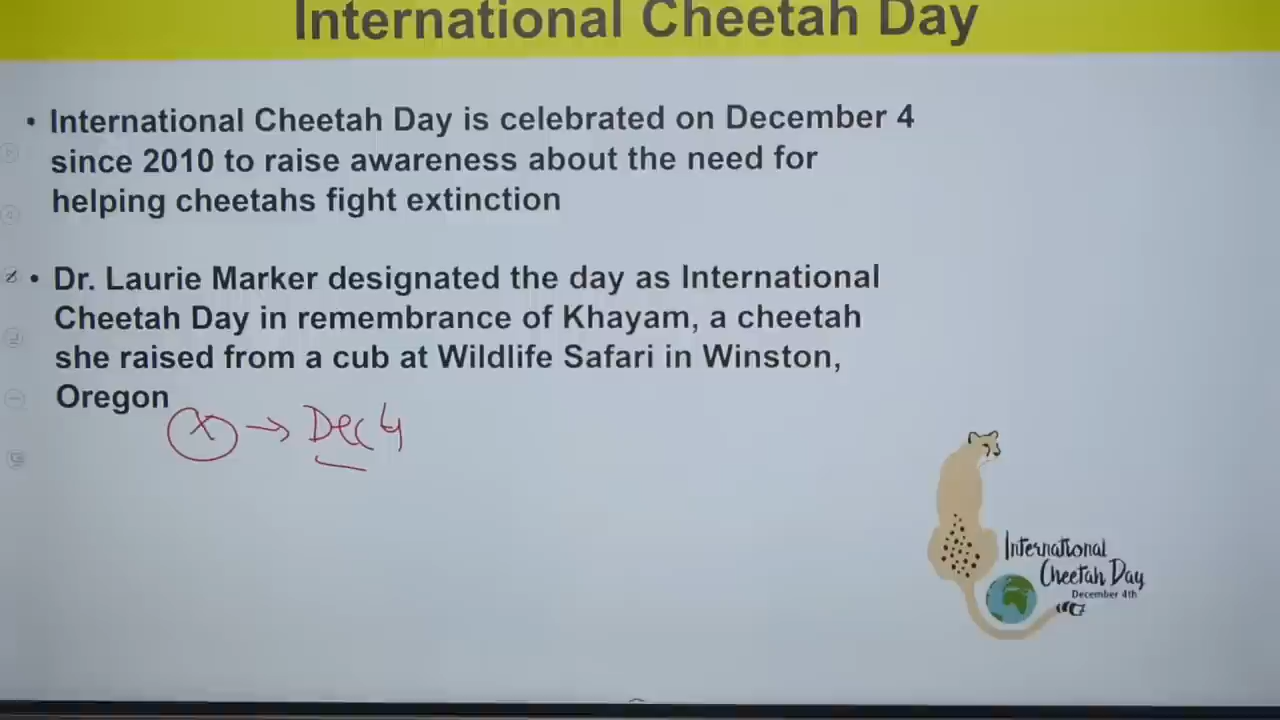 International Cheetah Day
• International Cheetah Day is celebrated on December 4
since 2010 to raise awareness about the need for
helping cheetahs fight extinction
• Dr. Laurie Marker designated the day as International
Cheetah Day in remembrance of Khayam, a cheetah
she raised from a cub at Wildlife Safari in Winston,
Oregon
X → Dec 4
International
Cheetah Day
December 4th